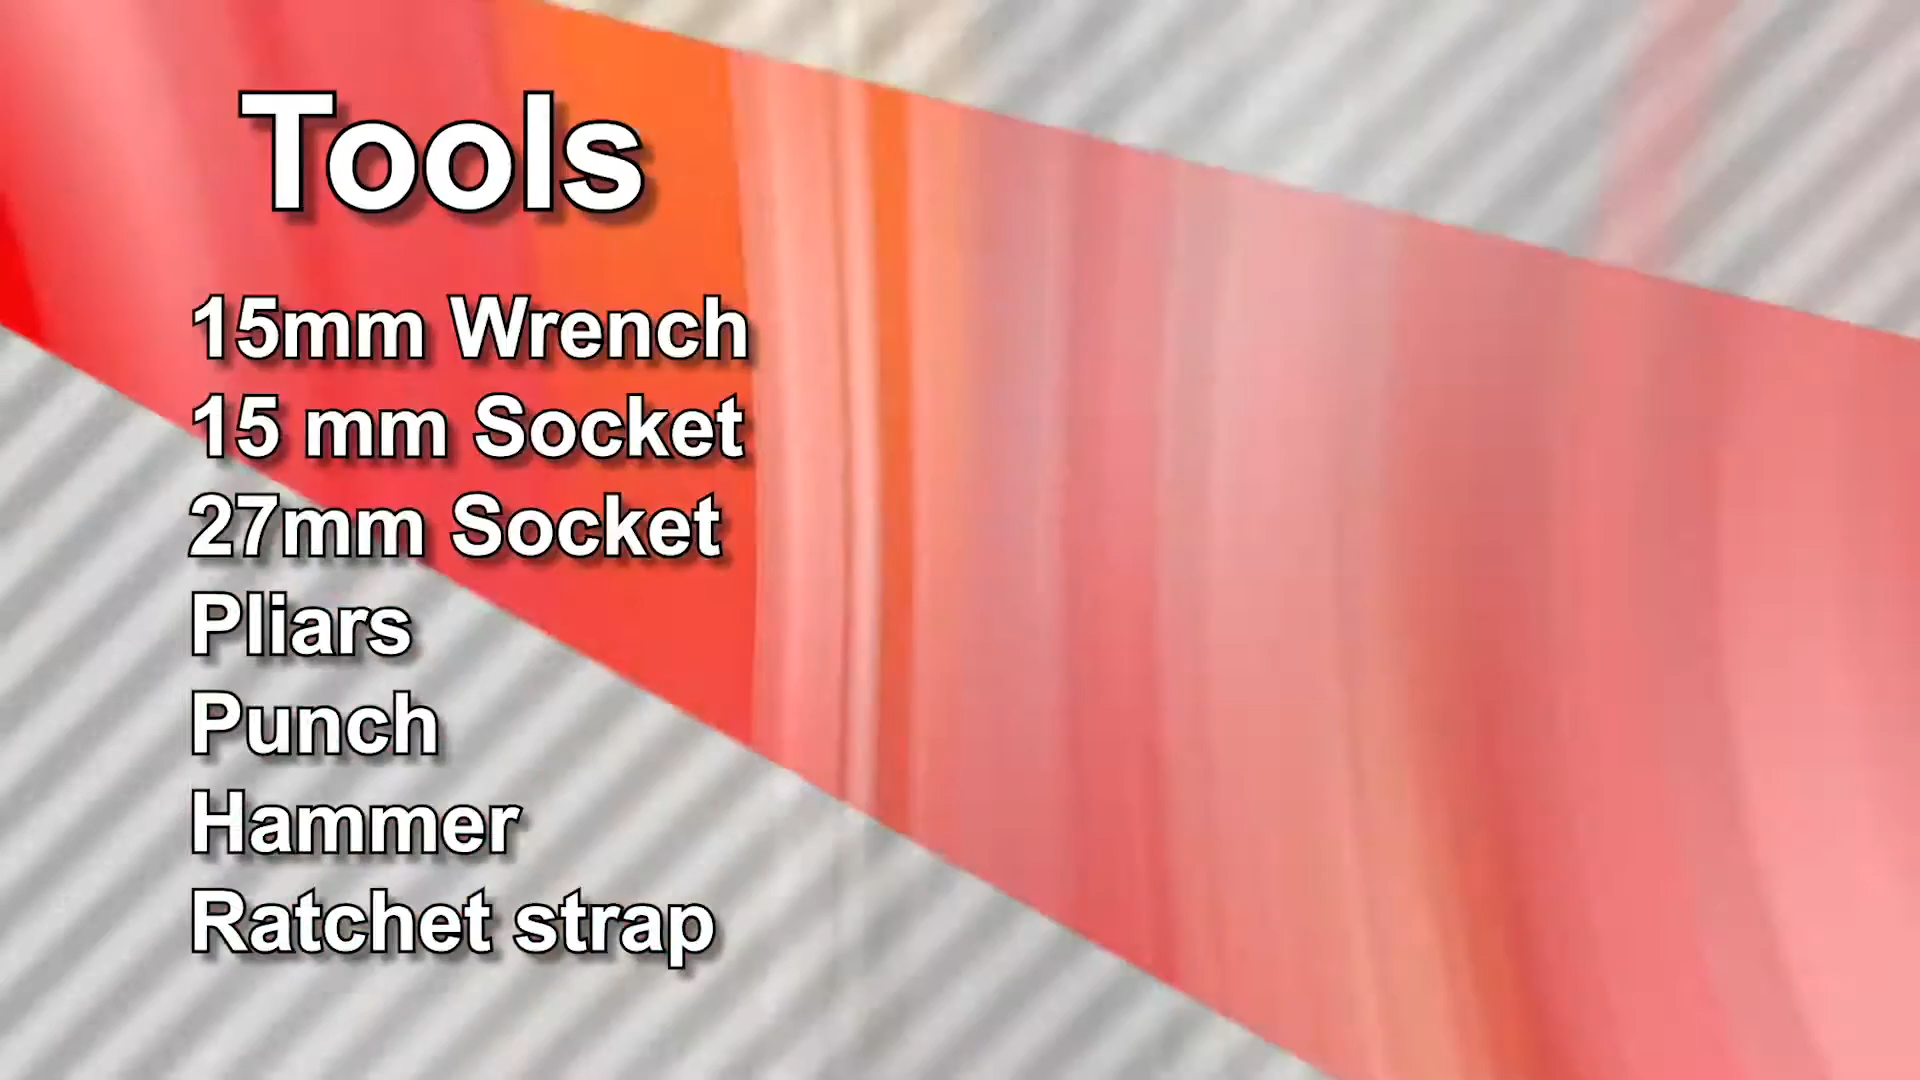 Tools
15mm Wrench
15 mm Socket
27mm Socket
Pliars
Punch
Hammer
Ratchet strap